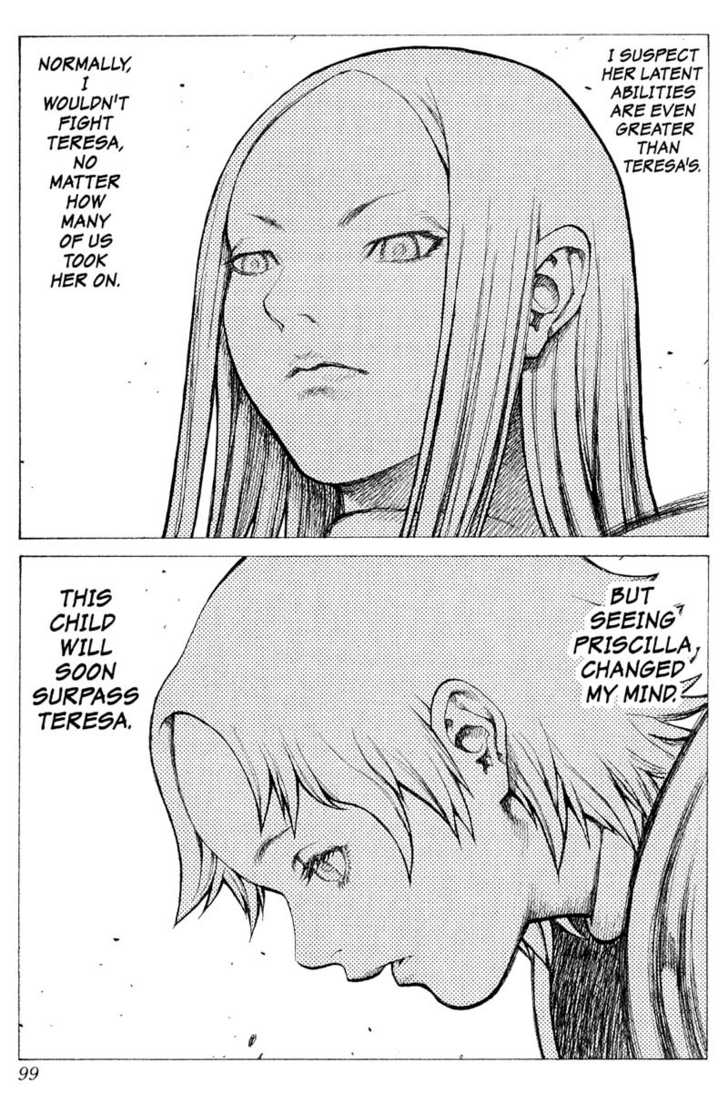 I SUSPECT
HER LATENT
ABILITIES
ARE EVEN
GREATER
THAN
TERESA'S.
NORMALLY,
I
WOULDN'T
FIGHT
TERESA,
NO
MATTER
HOW
MANY
OF US
TOOK
HER ON.
BUT
SEEING
PRISCILLA
CHANGED
MY MIND.
THIS
CHILD
WILL
SOON
SURPASS
TERESA.
99